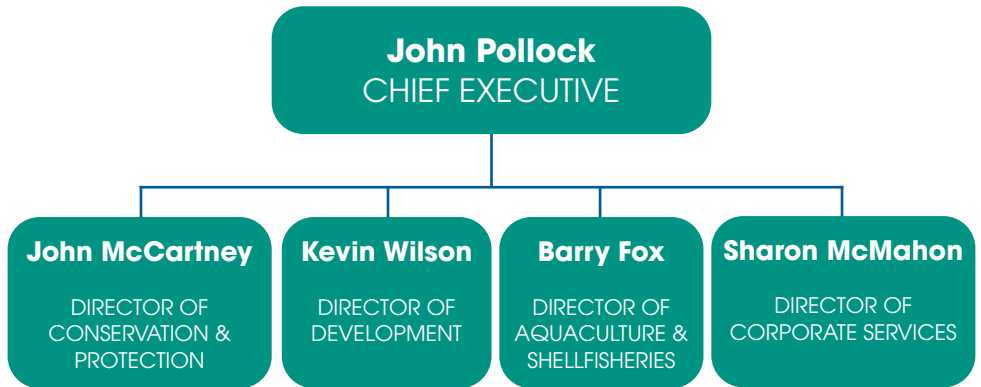 John Pollock
CHIEF EXECUTIVE
John McCartney
DIRECTOR OF
CONSERVATION &
PROTECTION
Kevin Wilson
DIRECTOR OF
DEVELOPMENT
Barry Fox
DIRECTOR OF
AQUACULTURE &
SHELLFISHERIES
Sharon McMahon
DIRECTOR OF
CORPORATE SERVICES